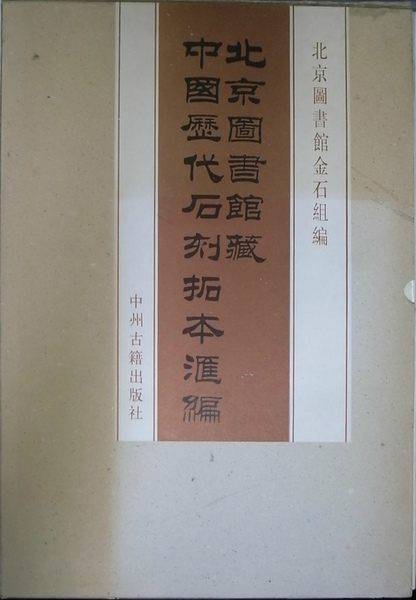 北京圖書館金石組編
北京圖書館藏
中國歷代石刻拓本滙編
中州古籍出版社